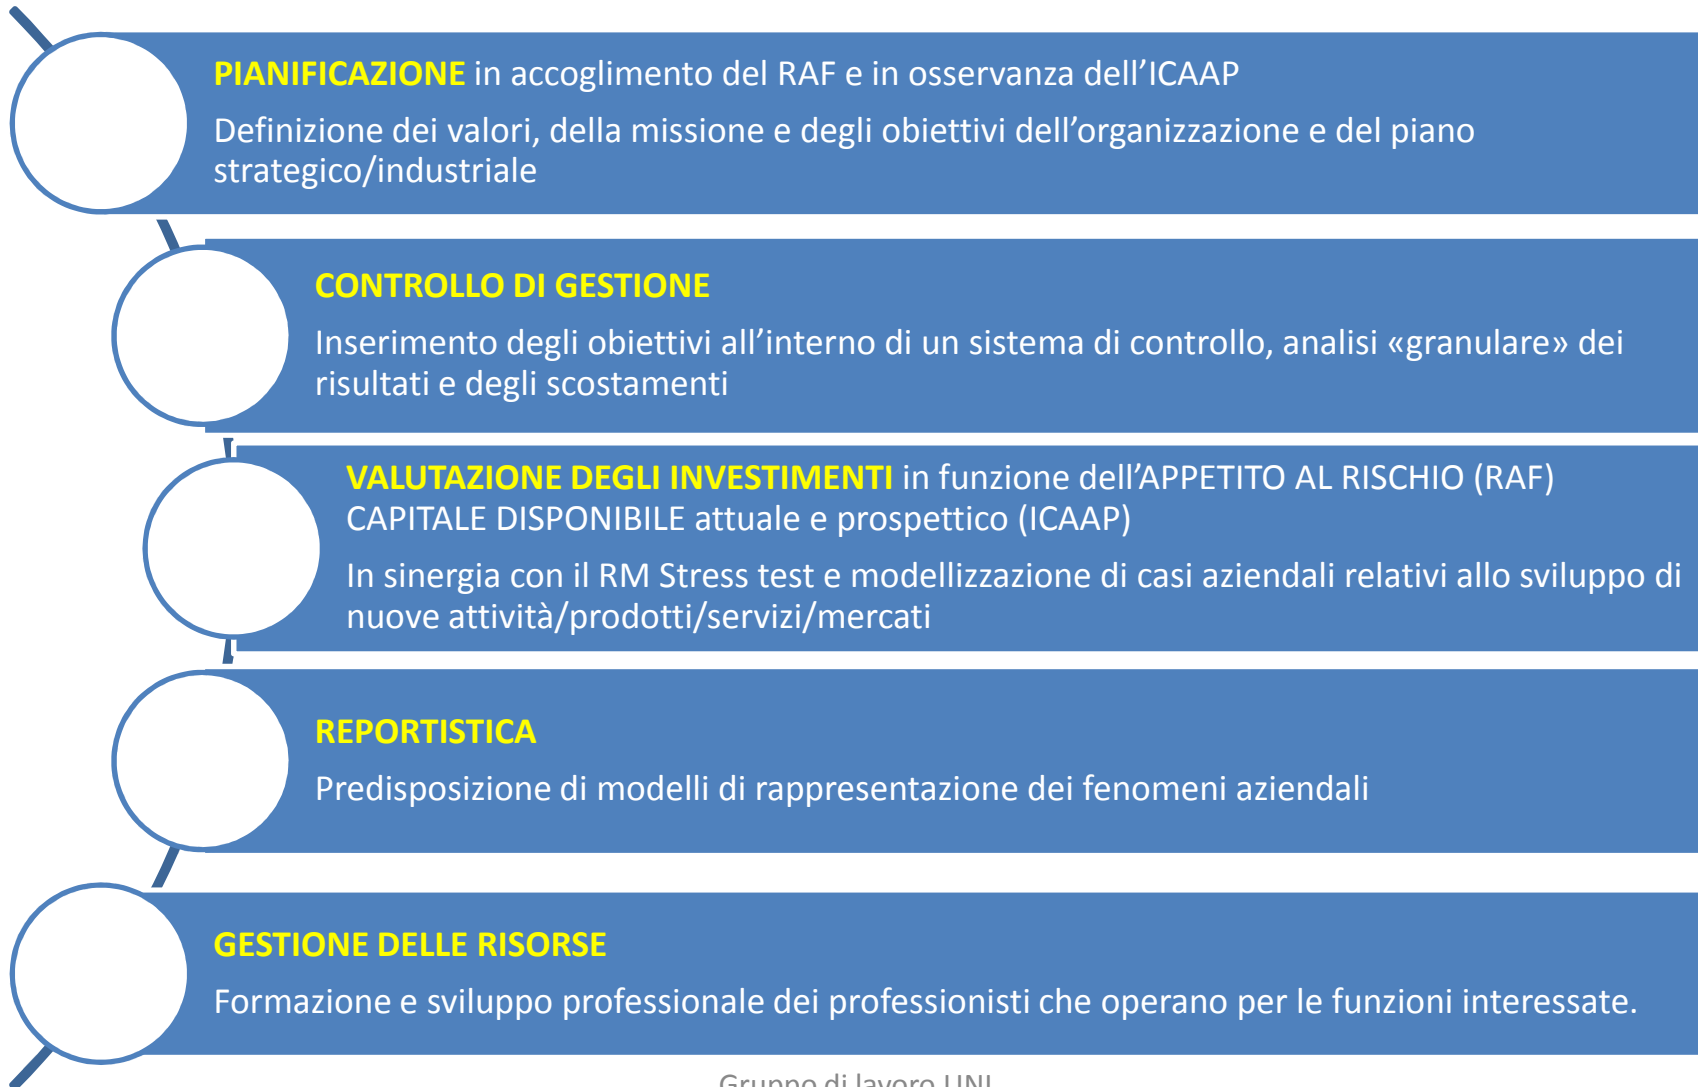 PIANIFICAZIONE in accoglimento del RAF e in osservanza dell’ICAAP
Definizione dei valori, della missione e degli obiettivi dell’organizzazione e del piano
strategico/industriale
CONTROLLO DI GESTIONE
Inserimento degli obiettivi all’interno di un sistema di controllo, analisi «granulare» dei
risultati e degli scostamenti
VALUTAZIONE DEGLI INVESTIMENTI in funzione dell’APPETITO AL RISCHIO (RAF)
CAPITALE DISPONIBILE attuale e prospettico (ICAAP)
In sinergia con il RM Stress test e modellizzazione di casi aziendali relativi allo sviluppo di
nuove attività/prodotti/servizi/mercati
REPORTISTICA
Predisposizione di modelli di rappresentazione dei fenomeni aziendali
GESTIONE DELLE RISORSE
Formazione e sviluppo professionale dei professionisti che operano per le funzioni interessate.
Gruppo di lavoro UNI